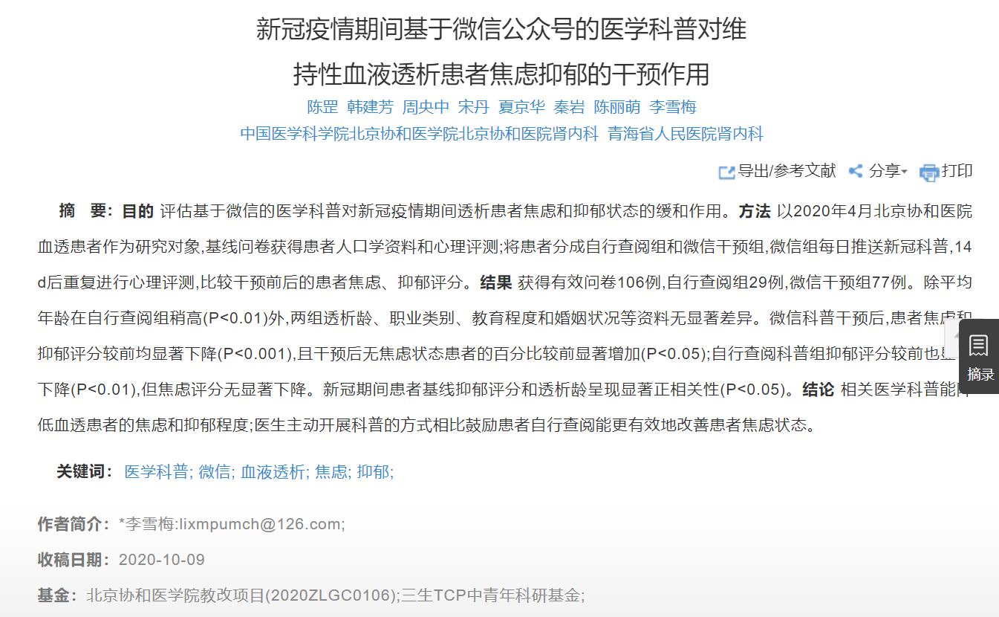 新冠疫情期间基于微信公众号的医学科普对维
持性血液透析患者焦虑抑郁的干预作用
陈罡 韩建芳 周央中 宋丹 夏京华 秦岩 陈丽萌 李雪梅
中国医学科学院北京协和医学院北京协和医院肾内科 青海省人民医院肾内科
导出/参考文献 分享 打印
摘 要：目的 评估基于微信的医学科普对新冠疫情期间透析患者焦虑和抑郁状态的缓和作用。方法 以2020年4月北京协和医院
血透患者作为研究对象,基线问卷获得患者人口学资料和心理评测;将患者分成自行查阅组和微信干预组,微信组每日推送新冠科普,14
d后重复进行心理评测,比较干预前后的患者焦虑、抑郁评分。结果 获得有效问卷106例,自行查阅组29例,微信干预组77例。除平均
年龄在自行查阅组稍高(P<0.01)外,两组透析龄、职业类别、教育程度和婚姻状况等资料无显著差异。微信科普干预后,患者焦虑和
抑郁评分较前均显著下降(P<0.001),且干预后无焦虑状态患者的百分比较前显著增加(P<0.05);自行查阅科普组抑郁评分较前也
下降(P<0.01),但焦虑评分无显著下降。新冠期间患者基线抑郁评分和透析龄呈现显著正相关性(P<0.05)。结论 相关医学科普能
低血透患者的焦虑和抑郁程度;医生主动开展科普的方式相比鼓励患者自行查阅能更有效地改善患者焦虑状态。
摘录
关键词： 医学科普; 微信; 血液透析; 焦虑; 抑郁;
作者简介：*李雪梅:lixmpumch@126.com;
收稿日期：2020-10-09
基金：北京协和医学院教改项目(2020ZLGC0106);三生TCP中青年科研基金;